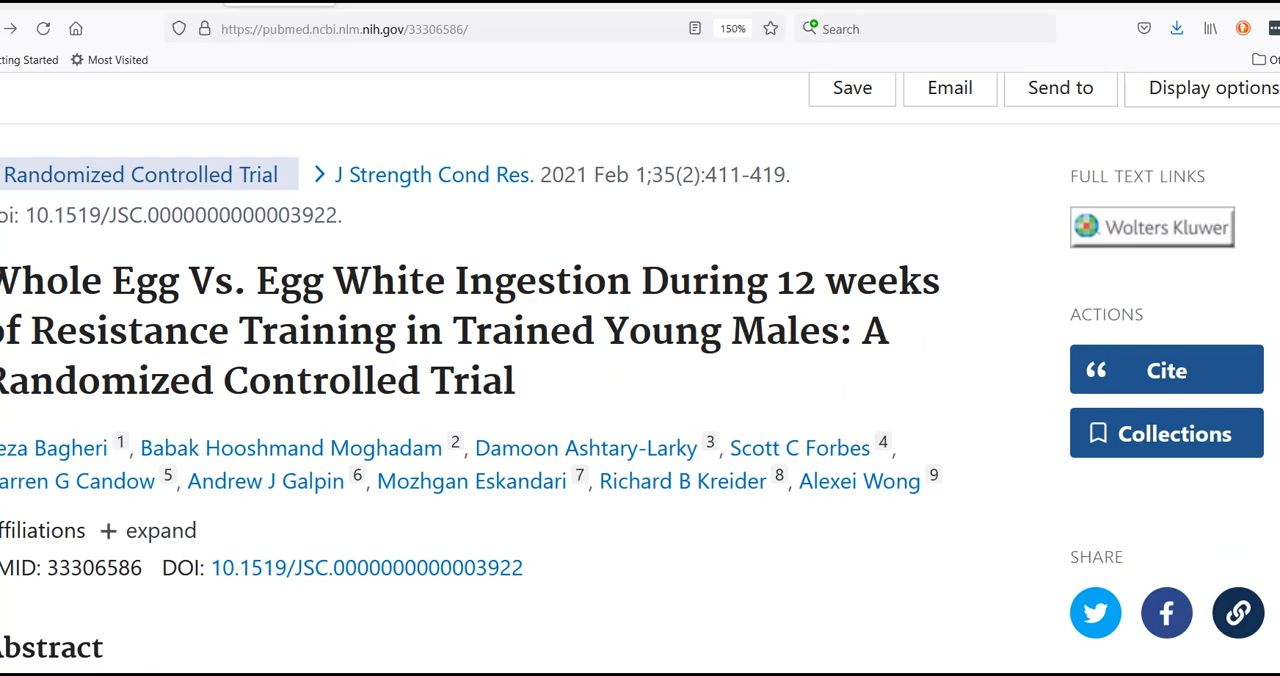 https://pubmed.ncbi.nlm.nih.gov/33306586/
150%
Search
ting Started
Most Visited
Save
Email
Send to
Display options
Randomized Controlled Trial
J Strength Cond Res. 2021 Feb 1;35(2):411-419.
oi: 10.1519/JSC.0000000000003922.
Whole Egg Vs. Egg White Ingestion During 12 weeks
of Resistance Training in Trained Young Males: A
Randomized Controlled Trial
eza Bagheri 1, Babak Hooshmand Moghadam 2, Damoon Ashtary-Larky 3, Scott C Forbes 4,
arren G Candow 5, Andrew J Galpin 6, Mozhgan Eskandari 7, Richard B Kreider 8, Alexei Wong 9
ffiliations + expand
MID: 33306586 DOI: 10.1519/JSC.0000000000003922
Abstract
FULL TEXT LINKS
Wolters Kluwer
ACTIONS
Cite
Collections
SHARE